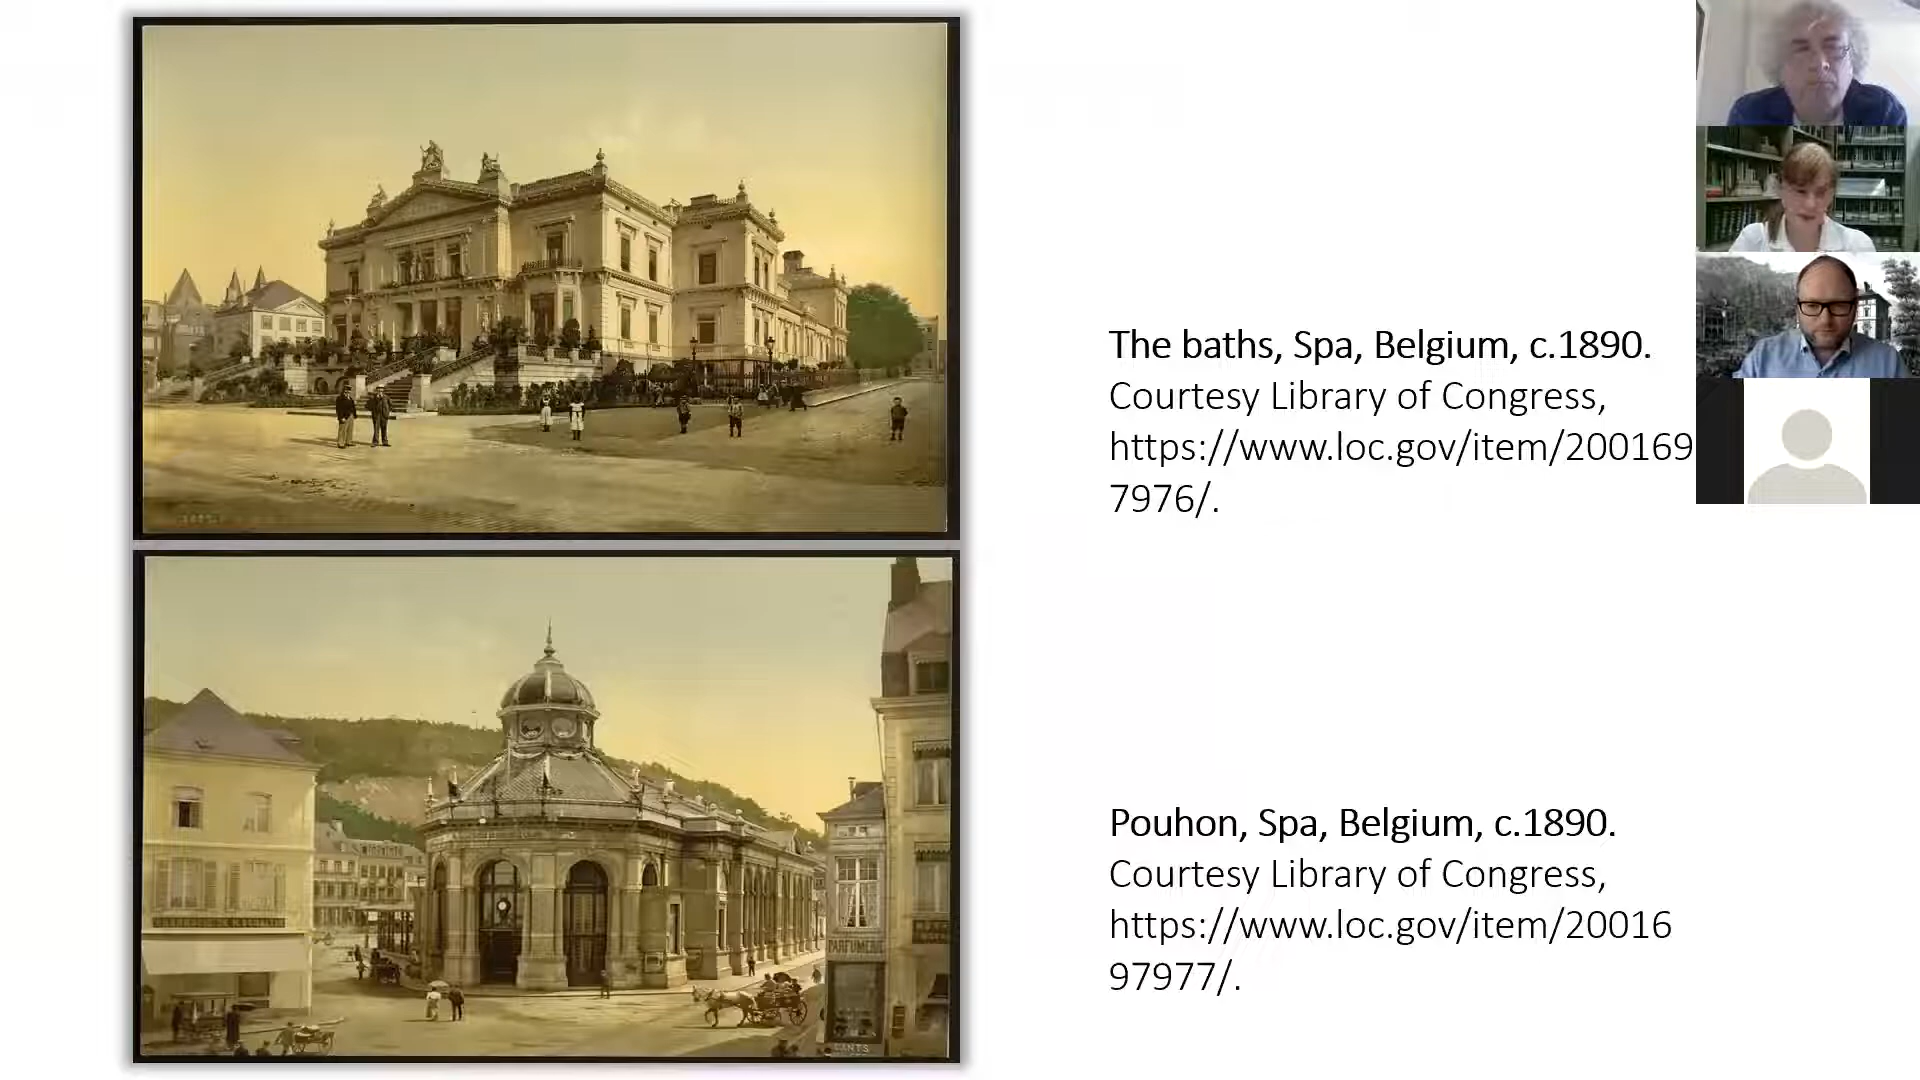 The baths, Spa, Belgium, c.1890.
Courtesy Library of Congress,
https://www.loc.gov/item/200169
7976/.
Pouhon, Spa, Belgium, c.1890.
Courtesy Library of Congress,
https://www.loc.gov/item/20016
97977/.
PARFUMERIE